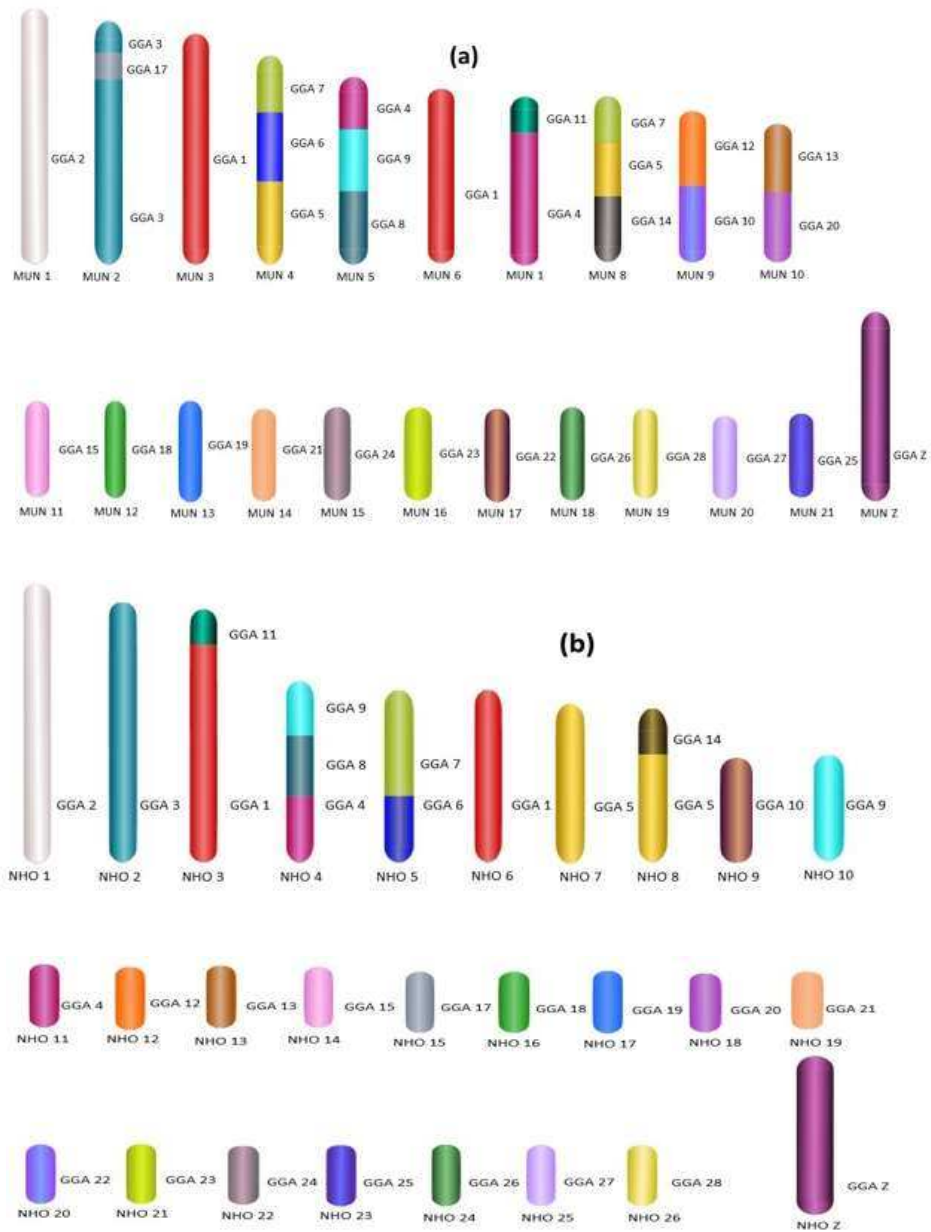 GGA 3
(a)
GGA 17
GGA 7
GGA 4
GGA 11
GGA 7
GGA 12
GGA 13
GGA 6
GGA 9
GGA 2
GGA 1
GGA 5
GGA 1
GGA 3
GGA 5
GGA 8
GGA 4
GGA 14
GGA 10
GGA 20
MUN 1
MUN 2
MUN 3
MUN 4
MUN 5
MUN 6
MUN 1
MUN 8
MUN 9
MUN 10
GGA 15
GGA 18
GGA 19
GGA 21
GGA 24
GGA 23
GGA 22
GGA 26
GGA 28
GGA 27
GGA 25
GGA Z
MUN 11
MUN 12
MUN 13
MUN 14
MUN 15
MUN 16
MUN 17
MUN 18
MUN 19
MUN 20
MUN 21
MUN Z
GGA 11
(b)
GGA 9
GGA 14
GGA 8
GGA 7
GGA 2
GGA 3
GGA 1
GGA 4
GGA 6
GGA 1
GGA 5
GGA 5
GGA 10
GGA 9
NHO 1
NHO 2
NHO 3
NHO 4
NHO 5
NHO 6
NHO 7
NHO 8
NHO 9
NHO 10
GGA 4
GGA 12
GGA 13
GGA 15
GGA 17
GGA 18
GGA 19
GGA 20
GGA 21
NHO 11
NHO 12
NHO 13
NHO 14
NHO 15
NHO 16
NHO 17
NHO 18
NHO 19
GGA 22
GGA 23
GGA 24
GGA 25
GGA 26
GGA 27
GGA 28
GGA Z
NHO 20
NHO 21
NHO 22
NHO 23
NHO 24
NHO 25
NHO 26
NHO Z